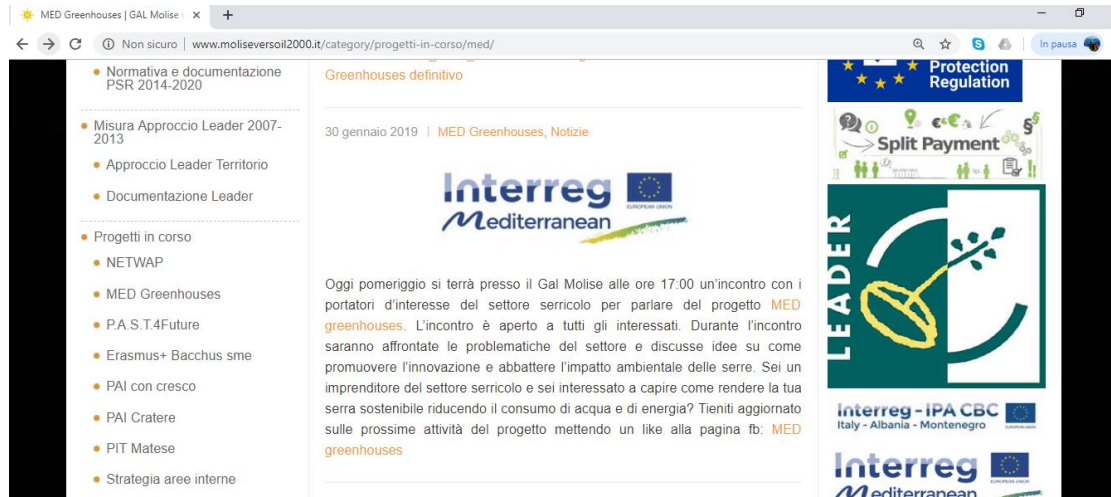 MED Greenhouses | GAL Molise
Non sicuro | www.moliseversoil2000.it/category/progetti-in-corso/med/
In pausa
Normativa e documentazione
PSR 2014-2020
Misura Approccio Leader 2007-
2013
Approccio Leader Territorio
Documentazione Leader
Progetti in corso
NETWAP
MED Greenhouses
P.A.S.T.4Future
Erasmus+ Bacchus sme
PAI con cresco
PAI Cratere
PIT Matese
Strategia aree interne
Greenhouses definitivo
30 gennaio 2019 | MED Greenhouses, Notizie
Interreg
EUROPEAN UNION
Mediterranean
Oggi pomeriggio si terrà presso il Gal Molise alle ore 17:00 un'incontro con i
portatori d'interesse del settore serricolo per parlare del progetto MED
greenhouses. L'incontro è aperto a tutti gli interessati. Durante l'incontro
saranno affrontate le problematiche del settore e discusse idee su come
promuovere l'innovazione e abbattere l'impatto ambientale delle serre. Sei un
imprenditore del settore serricolo e sei interessato a capire come rendere la tua
serra sostenibile riducendo il consumo di acqua e di energia? Tieniti aggiornato
sulle prossime attività del progetto mettendo un like alla pagina fb: MED
greenhouses
Protection
Regulation
Split Payment
LEADER
Interreg - IPA CBC
Italy - Albania - Montenegro
Interreg
Mediterranean